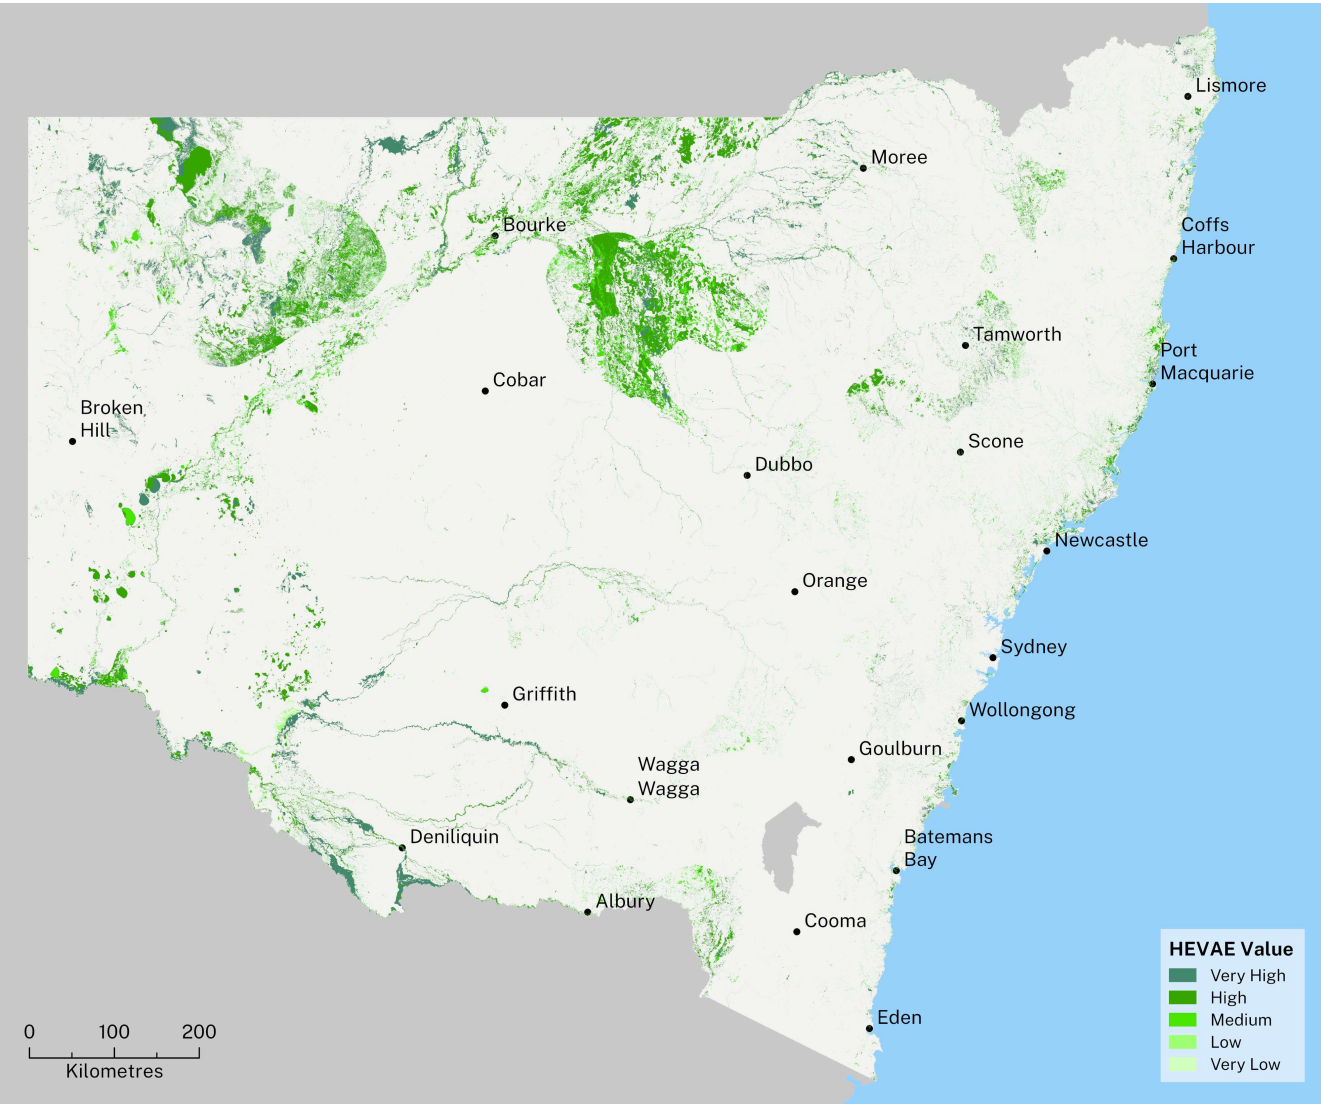 Lismore
Moree
Coffs
Harbour
Bourke
Tamworth
Port
Macquarie
Cobar
Broken
Hill
Scone
Dubbo
Newcastle
Orange
Sydney
Griffith
Wollongong
Goulburn
Wagga
Wagga
Deniliquin
Batemans
Bay
Albury
Cooma
HEVAE Value
Very High
High
Medium
Low
Very Low
Eden
0 100 200
Kilometres